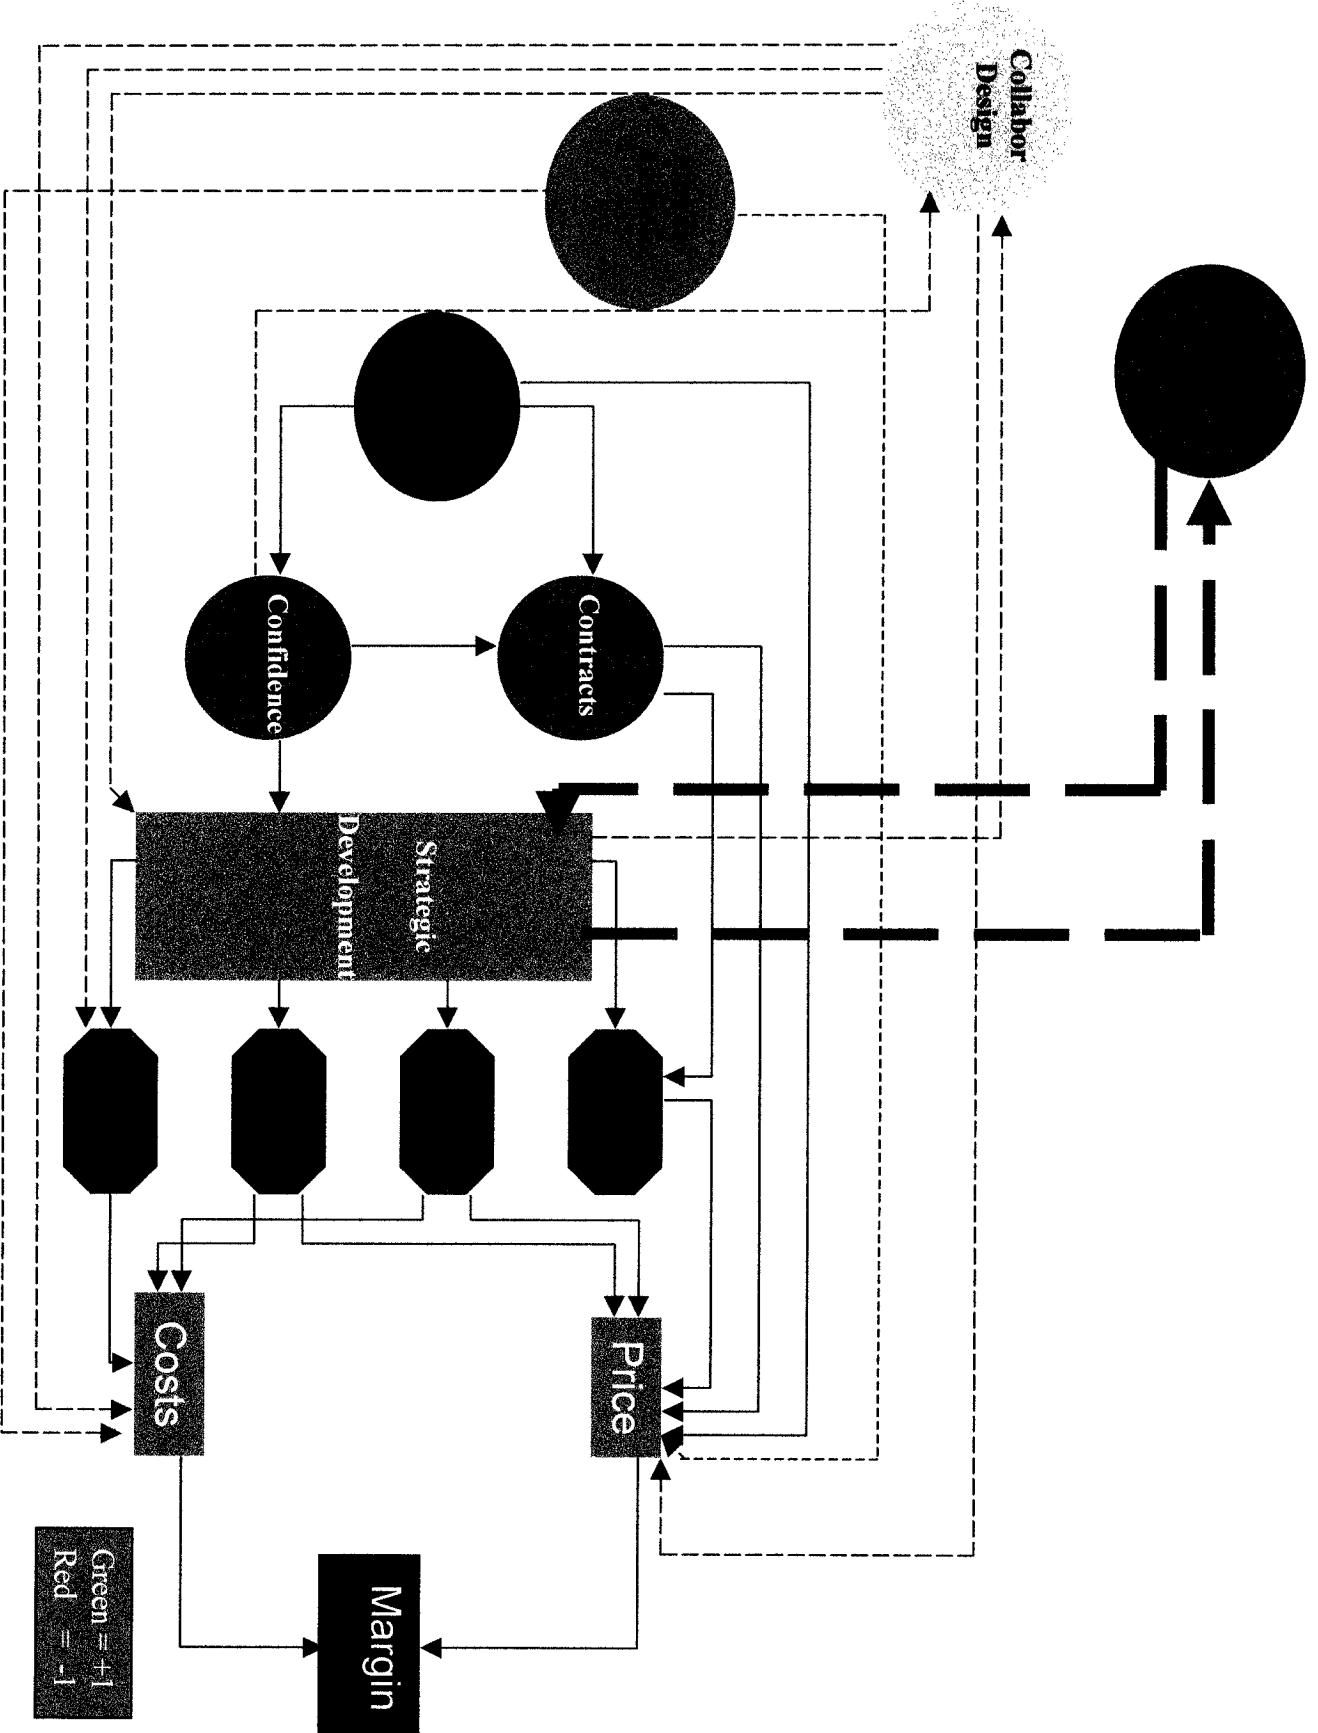 Collabor
Design
Contracts
Confidence
Strategic
Development
Price
Costs
Margin
Green = +1
Red = -1